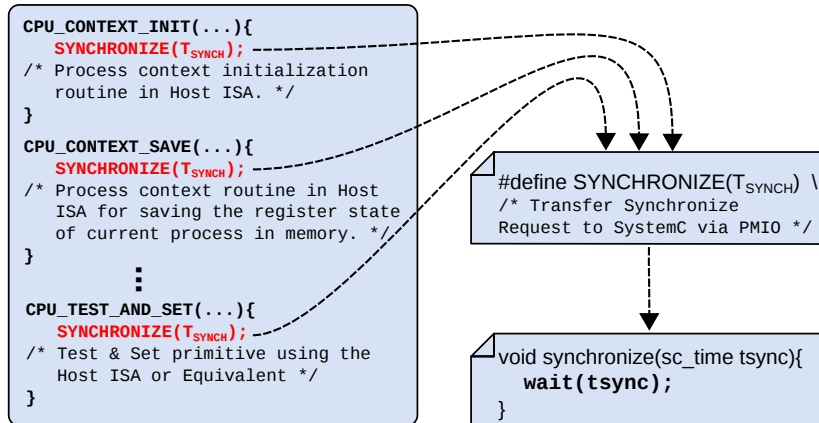 CPU_CONTEXT_INIT(...){
SYNCHRONIZE(TSYNCH);
/* Process context initialization
routine in Host ISA. */
}
CPU_CONTEXT_SAVE(...){
SYNCHRONIZE(TSYNCH);
/* Process context routine in Host
ISA for saving the register state
of current process in memory. */
}
⋮
CPU_TEST_AND_SET(...){
SYNCHRONIZE(TSYNCH);
/* Test & Set primitive using the
Host ISA or Equivalent */
}
#define SYNCHRONIZE(TSYNCH) \
/* Transfer Synchronize
Request to SystemC via PMIO */
void synchronize(sc_time tsync){
wait(tsync);
}